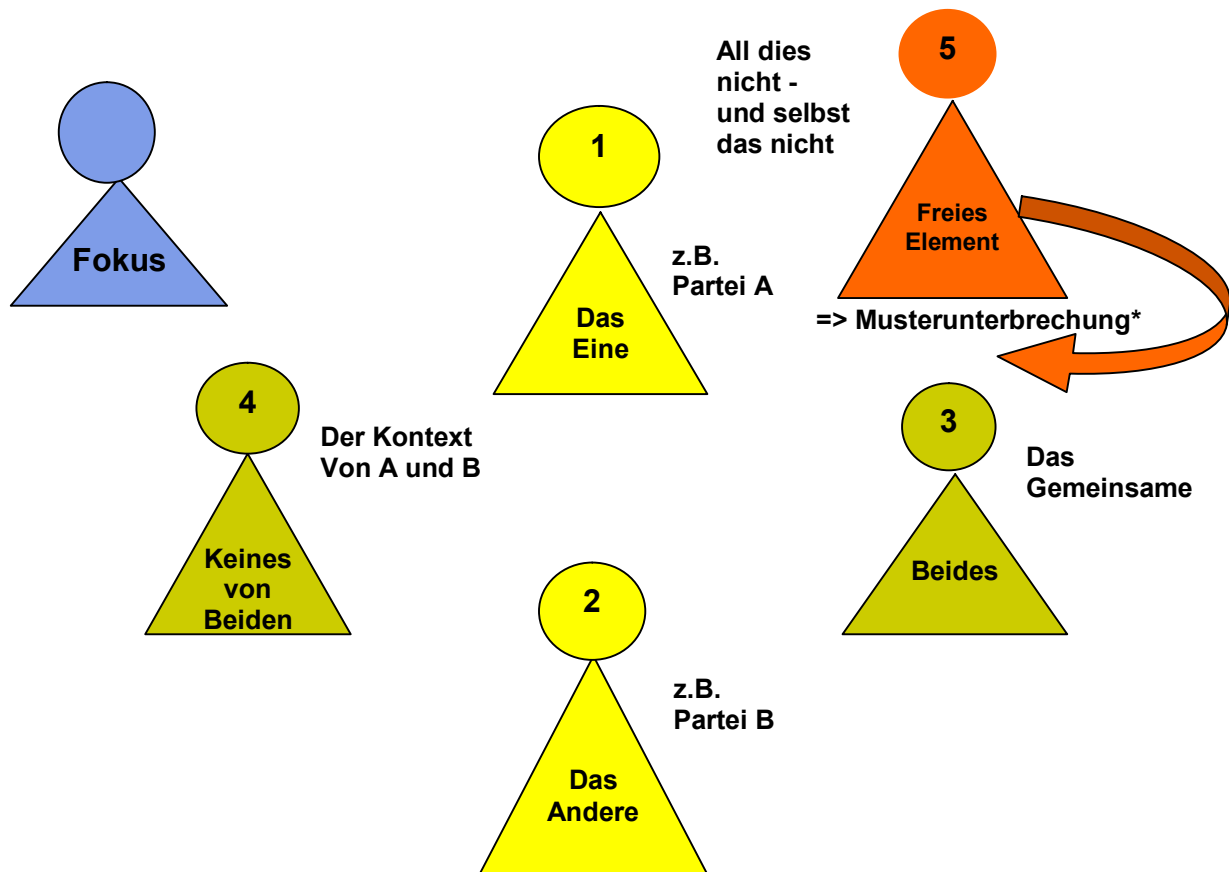 Fokus
1
Das
Eine
z.B.
Partei A
All dies
nicht -
und selbst
das nicht
5
Freies
Element
=> Musterunterbrechung*
4
Der Kontext
Von A und B
Keines
von
Beiden
3
Das
Gemeinsame
Beides
2
z.B.
Partei B
Das
Andere